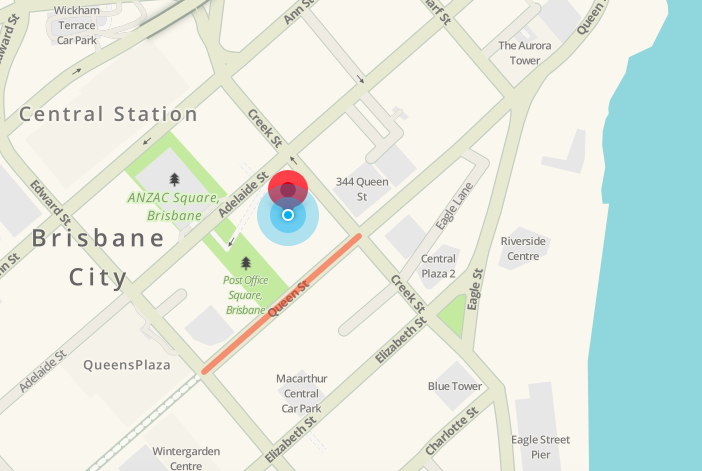 Wickham
Terrace
Car Park
Ann St
Queen
The Aurora
Tower
Central Station
Creek St
Adelaide St
344 Queen
St
ANZAC Square,
Brisbane
Edward St
Eagle Lane
Brisbane
City
Riverside
Centre
Central
Plaza 2
Post Office
Square,
Brisbane
Queen St
Creek St
Eagle St
Elizabeth St
Adelaide St
QueensPlaza
Macarthur
Central
Car Park
Blue Tower
Charlotte St
Elizabeth St
Eagle Street
Pier
Wintergarden
Centre